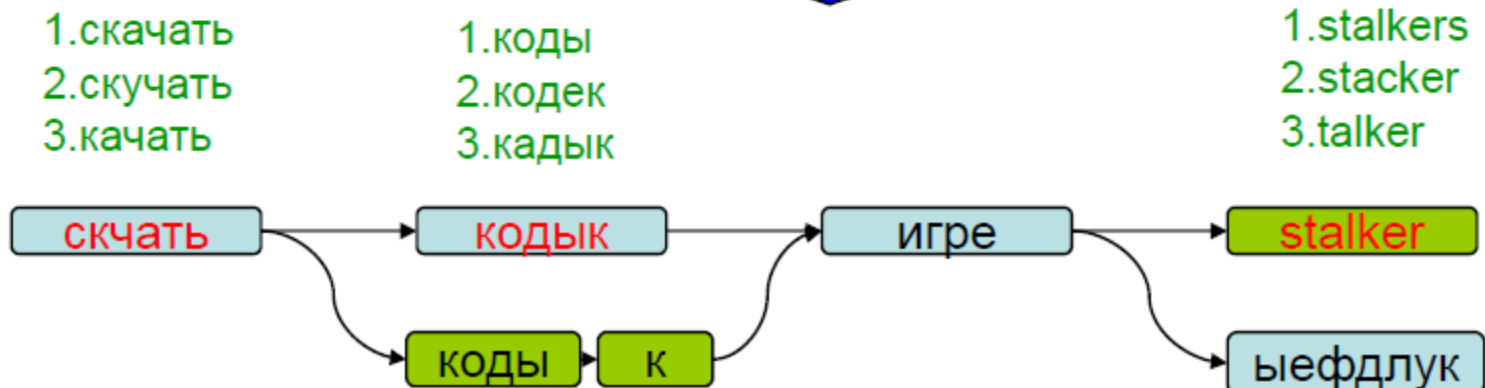 1.скачать
2.скучать
3.качать
1.коды
2.кодек
3.кадык
1.stalkers
2.stacker
3.talker
скчать
кодык
игре
stalker
коды
к
ыефдлук